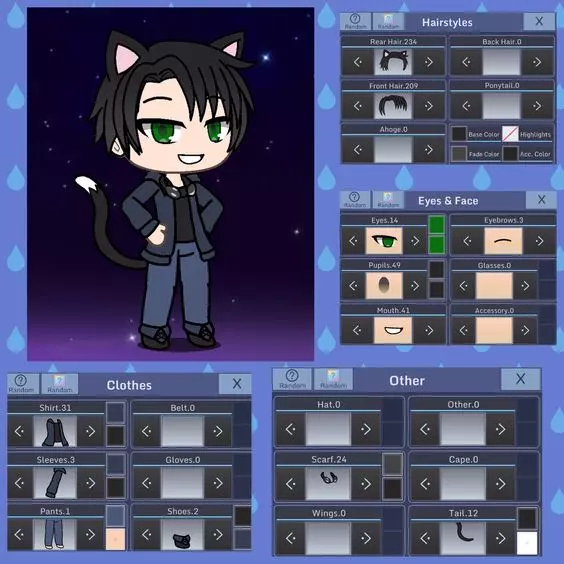 Random
Random
Hairstyles
X
Rear Hair.234
Back Hair.0
Front Hair.209
Ponytail.0
Ahoge.0
Base Color
Highlights
Fade Color
Acc. Color
Random
Random
Eyes & Face
X
Eyes.14
Eyebrows.3
Pupils.49
Glasses.0
Mouth.41
Accessory.0
Random
Random
Clothes
X
Shirt.31
Belt.0
Sleeves.3
Gloves.0
Pants.1
Shoes.2
Random
Random
Other
X
Hat.0
Other.0
Scarf.24
Cape.0
Wings.0
Tail.12